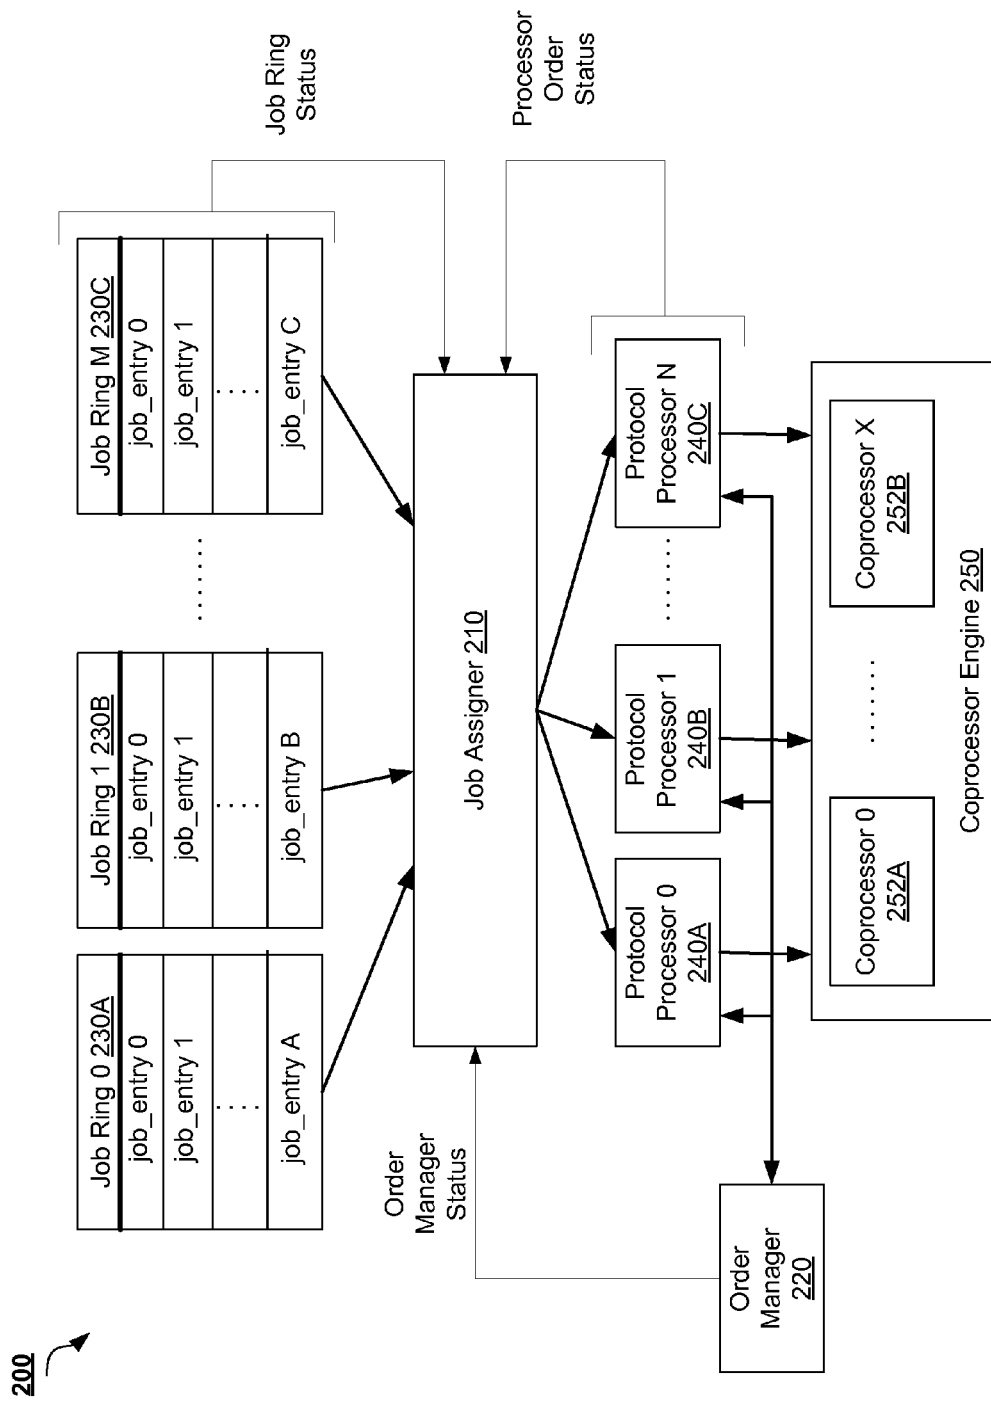 200
Job Ring 0 230A
job_entry 0
job_entry 1
. . . .
job_entry A
Job Ring 1 230B
job_entry 0
job_entry 1
. . . .
job_entry B
. . . . . . .
Job Ring M 230C
job_entry 0
job_entry 1
. . . . .
job_entry C
Job Ring
Status
Order
Manager
Status
Job Assigner 210
Processor
Order
Status
Order
Manager
220
Protocol
Processor 0
240A
Protocol
Processor 1
240B
. . . . . . .
Protocol
Processor N
240C
Coprocessor 0
252A
. . . . . . .
Coprocessor X
252B
Coprocessor Engine 250